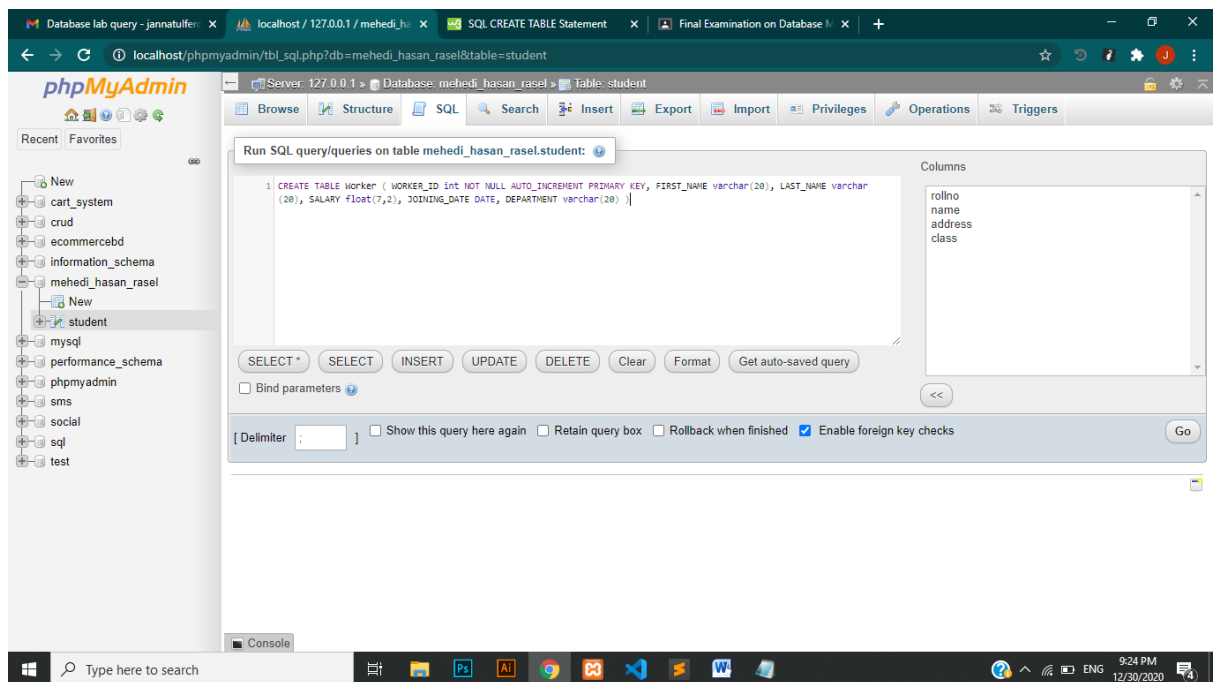 Database lab query - jannatulferd
localhost / 127.0.0.1 / mehedi_ha
SQL CREATE TABLE Statement
Final Examination on Database M
localhost/phpmyadmin/tbl_sql.php?db=mehedi_hasan_rasel&table=student
J
phpMyAdmin
Recent Favorites
New
cart_system
crud
ecommercebd
information_schema
mehedi_hasan_rasel
New
student
mysql
performance_schema
phpmyadmin
sms
social
sql
test
Server: 127.0.0.1 » Database: mehedi_hasan_rasel » Table: student
Browse Structure SQL Search Insert Export Import Privileges Operations Triggers
Run SQL query/queries on table mehedi_hasan_rasel.student:
1 CREATE TABLE Worker ( WORKER_ID int NOT NULL AUTO_INCREMENT PRIMARY KEY, FIRST_NAME varchar(20), LAST_NAME varchar
(20), SALARY float(7,2), JOINING_DATE DATE, DEPARTMENT varchar(20) )
Columns
rollno
name
address
class
SELECT * SELECT INSERT UPDATE DELETE Clear Format Get auto-saved query
Bind parameters
<<
[ Delimiter ; ] Show this query here again Retain query box Rollback when finished Enable foreign key checks Go
Console
Type here to search
Ps Ai W ENG 9:24 PM
12/30/2020
4